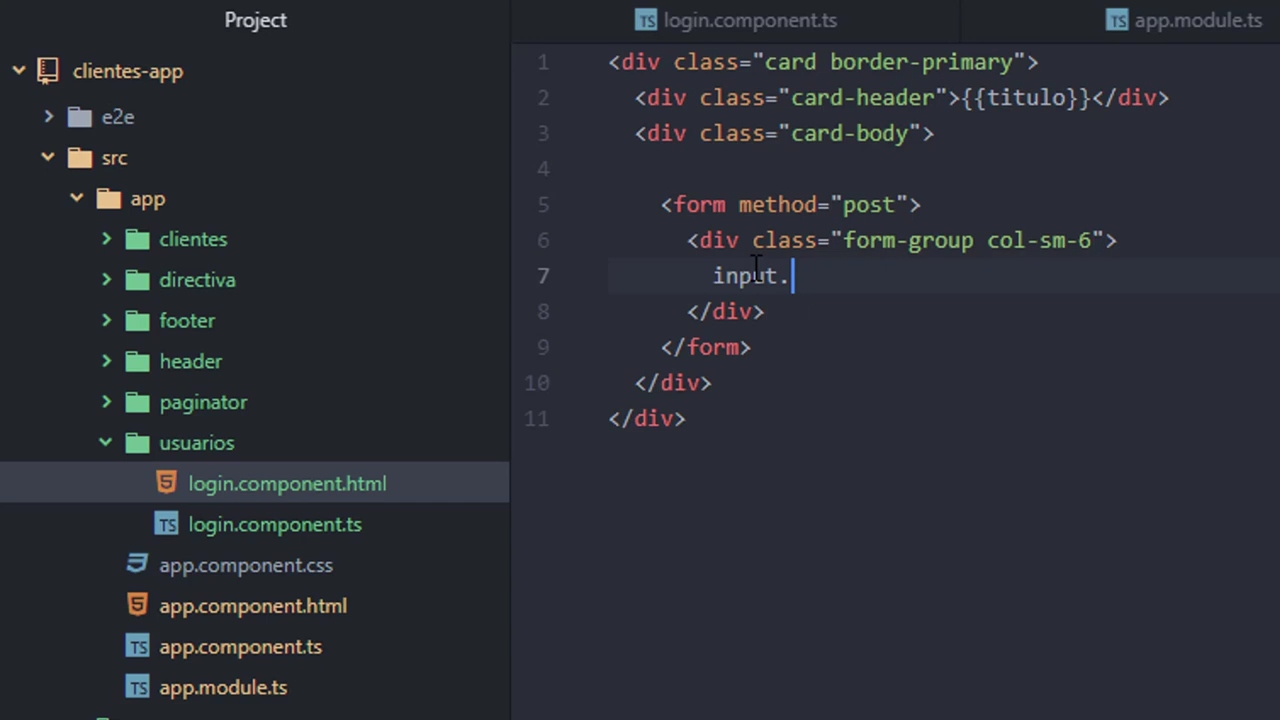 Project
clientes-app
e2e
src
app
clientes
directiva
footer
header
paginator
usuarios
login.component.html
login.component.ts
app.component.css
app.component.html
app.component.ts
app.module.ts
TS login.component.ts
TS app.module.ts
1 <div class="card border-primary">
2 <div class="card-header">{{titulo}}</div>
3 <div class="card-body">
4
5 <form method="post">
6 <div class="form-group col-sm-6">
7 input.
8 </div>
9 </form>
10 </div>
11 </div>